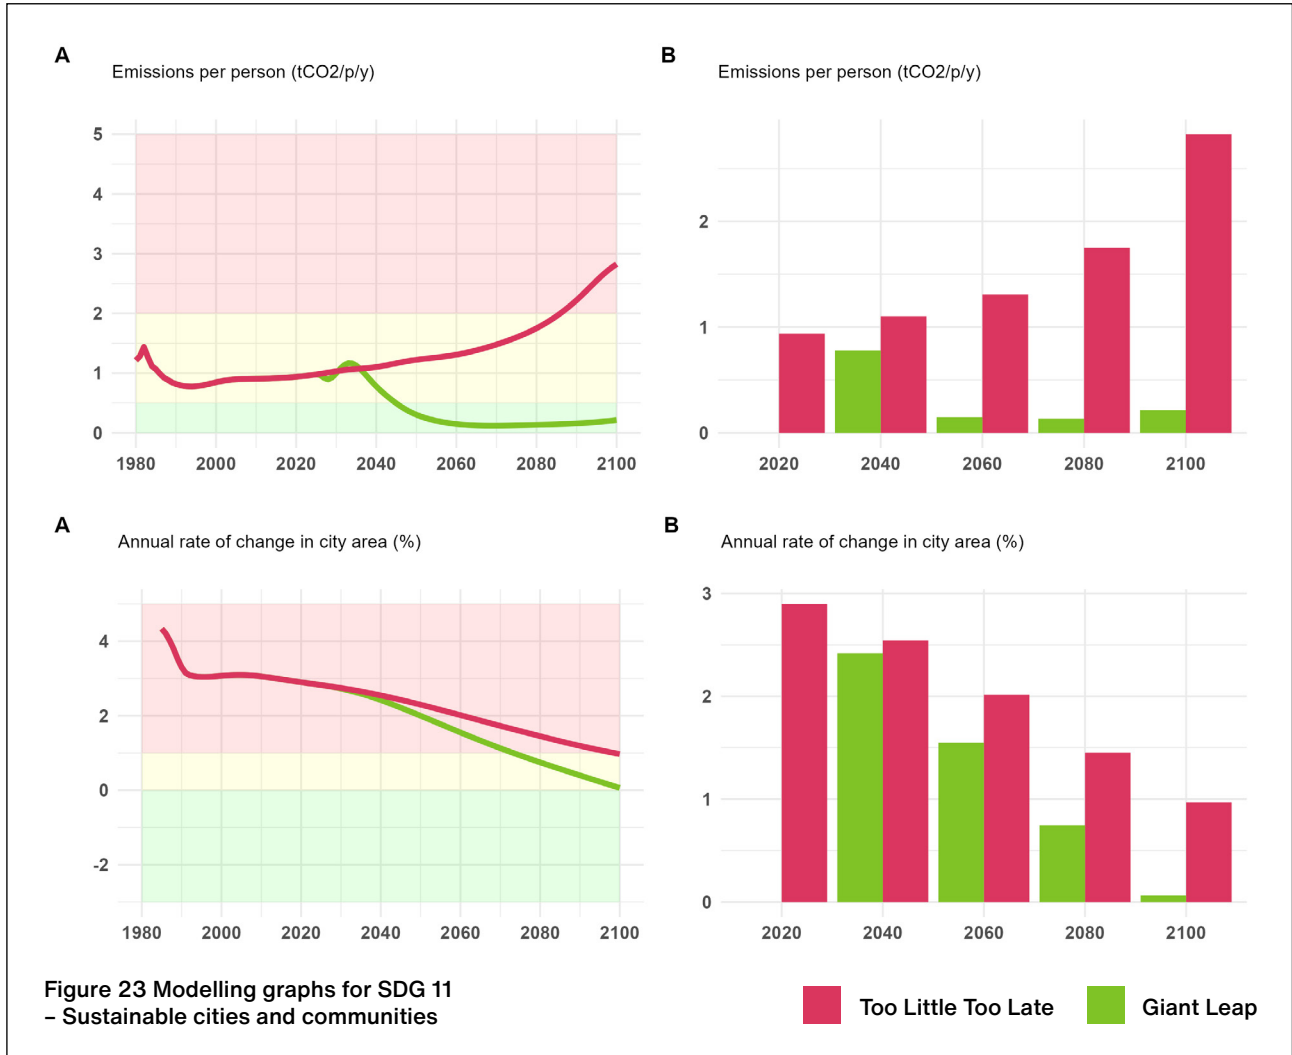 A
Emissions per person (tCO2/p/y)
5
4
3
2
1
0
1980 2000 2020 2040 2060 2080 2100
B
Emissions per person (tCO2/p/y)
2
1
0
2020 2040 2060 2080 2100
A
Annual rate of change in city area (%)
4
2
0
-2
1980 2000 2020 2040 2060 2080 2100
B
Annual rate of change in city area (%)
3
2
1
0
2020 2040 2060 2080 2100
Figure 23 Modelling graphs for SDG 11
– Sustainable cities and communities
Too Little Too Late
Giant Leap